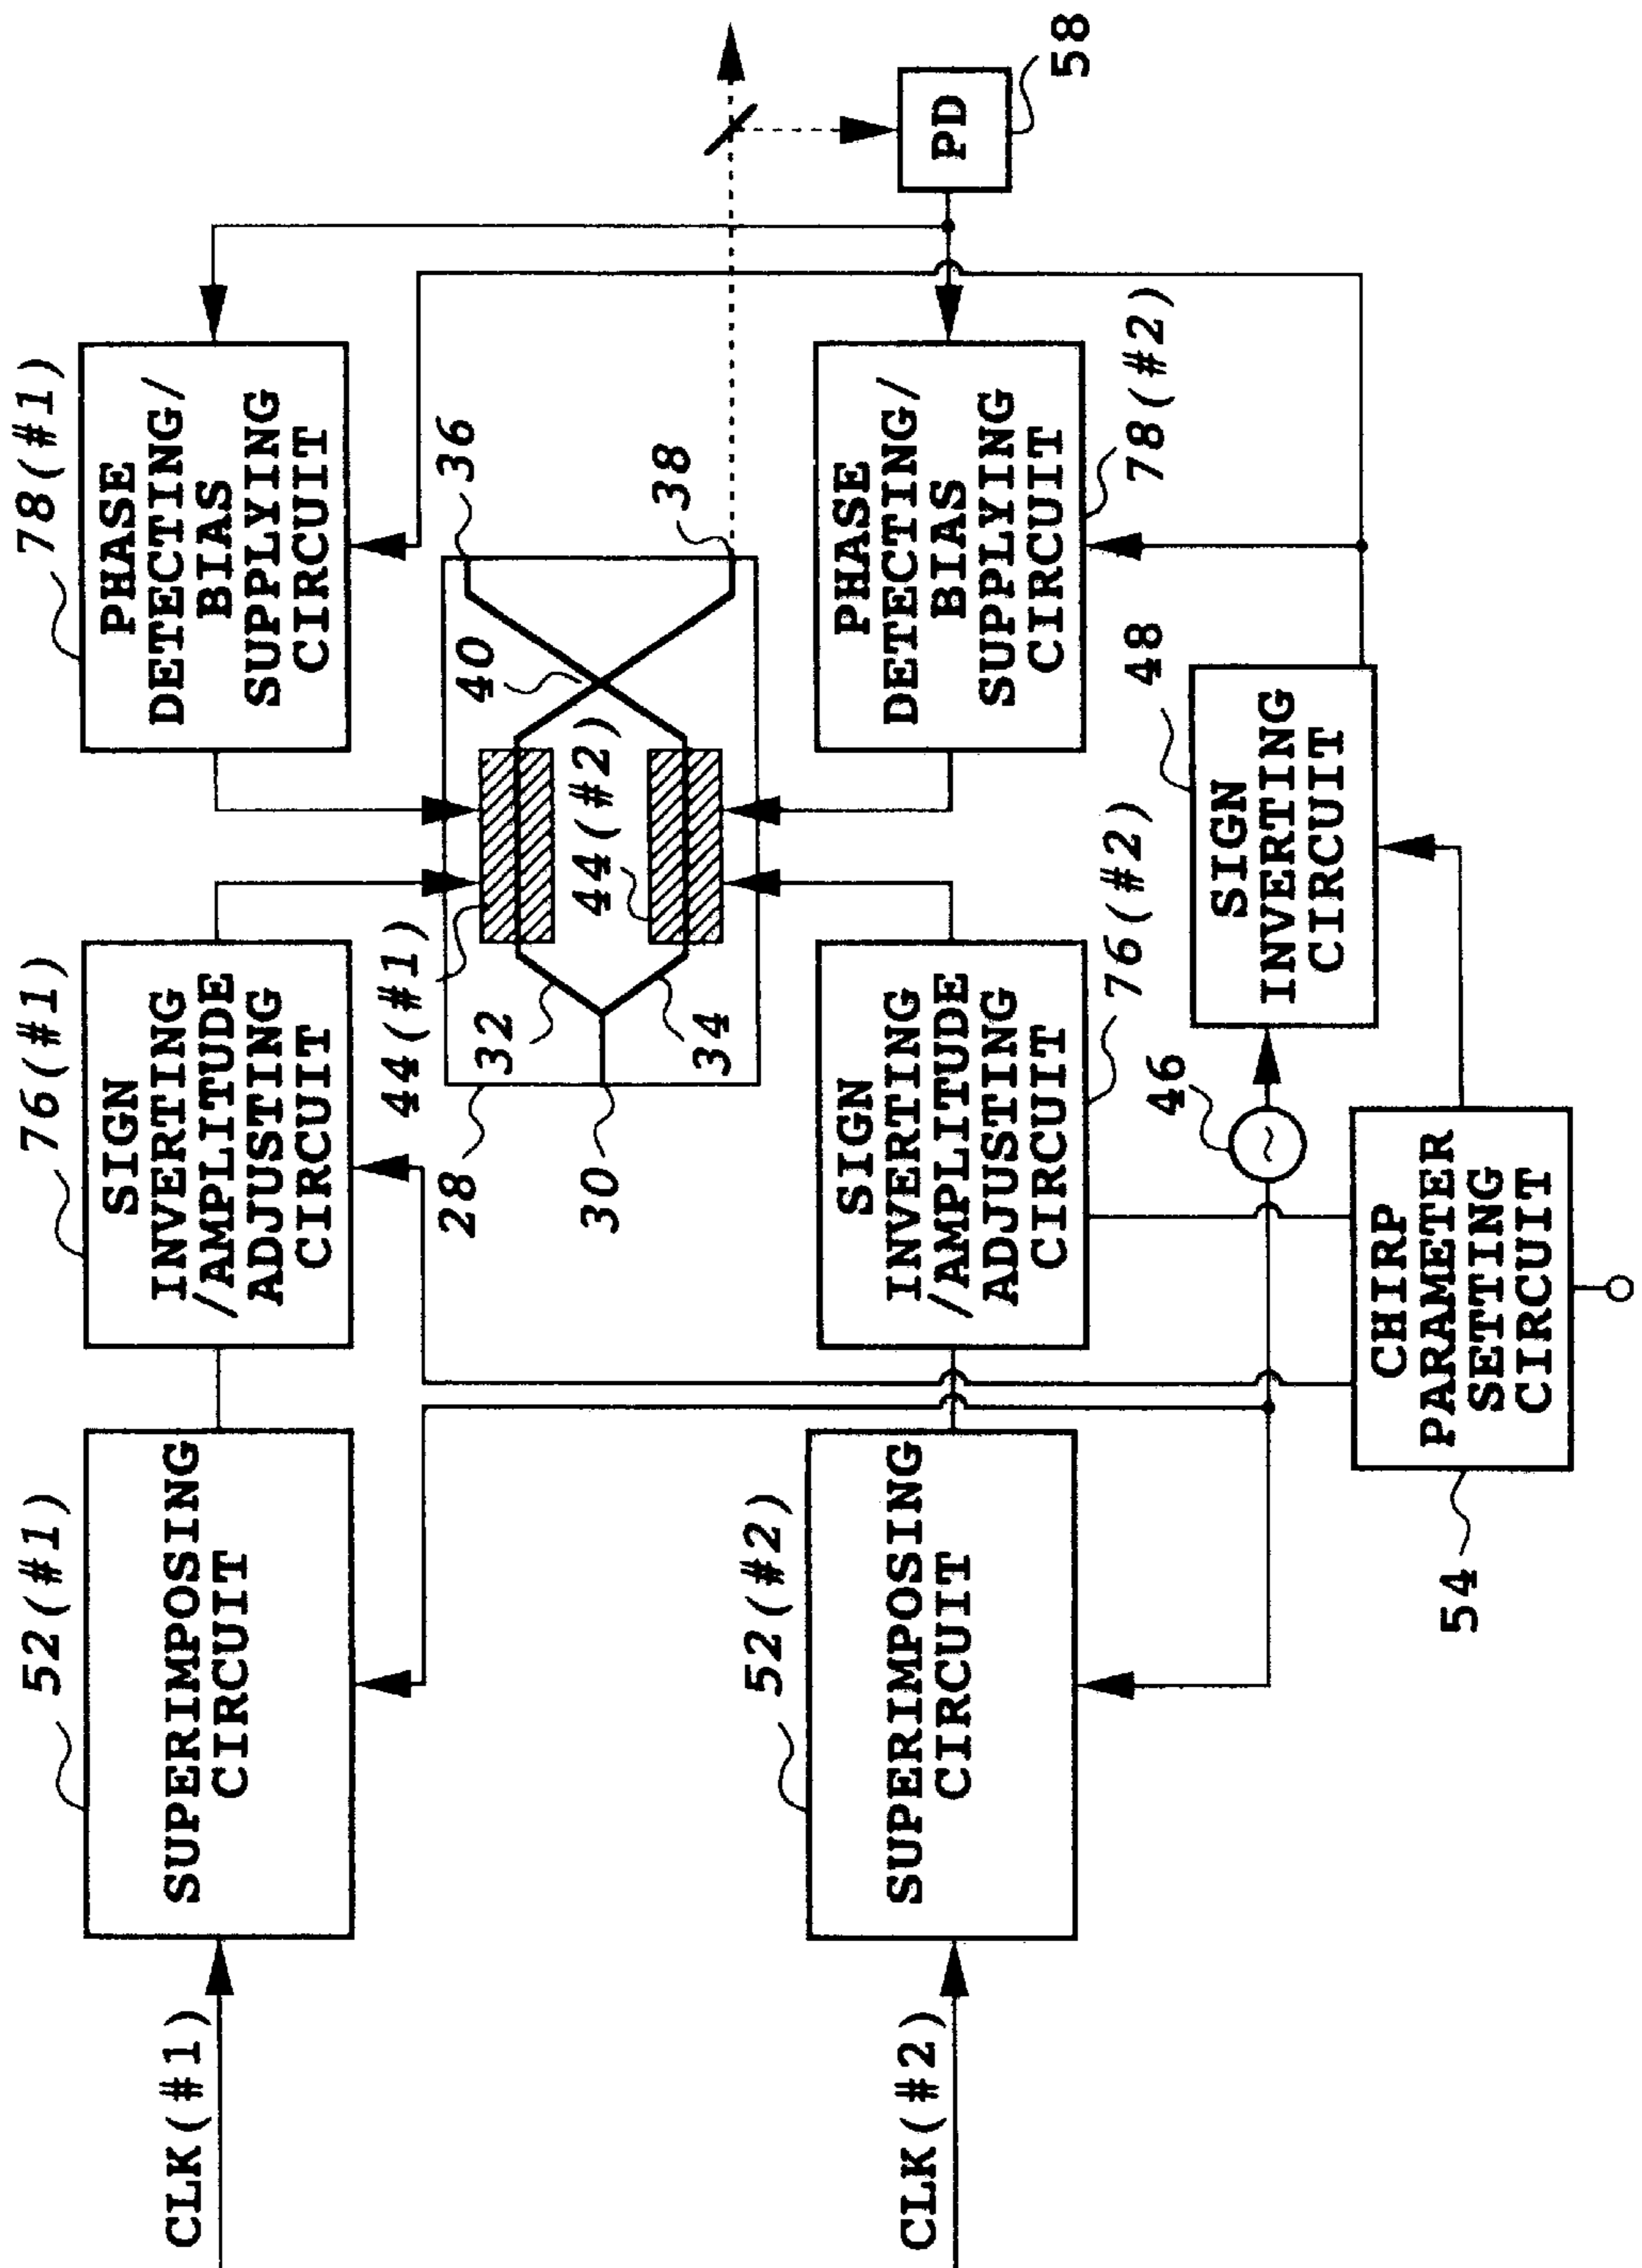 CLK(#1)
52(#1)
SUPERIMPOSING
CIRCUIT
76(#1)
SIGN
INVERTING
/AMPLITUDE
ADJUSTING
CIRCUIT
78(#1)
PHASE
DETECTING/
BIAS
SUPPLYING
CIRCUIT
28
30
32
34
44(#1)
44(#2)
40
36
38
CLK(#2)
52(#2)
SUPERIMPOSING
CIRCUIT
SIGN
INVERTING
/AMPLITUDE
ADJUSTING
CIRCUIT
76(#2)
PHASE
DETECTING/
BIAS
SUPPLYING
CIRCUIT
78(#2)
PD
58
46
~
48
SIGN
INVERTING
CIRCUIT
CHIRP
PARAMETER
SETTING
CIRCUIT
54